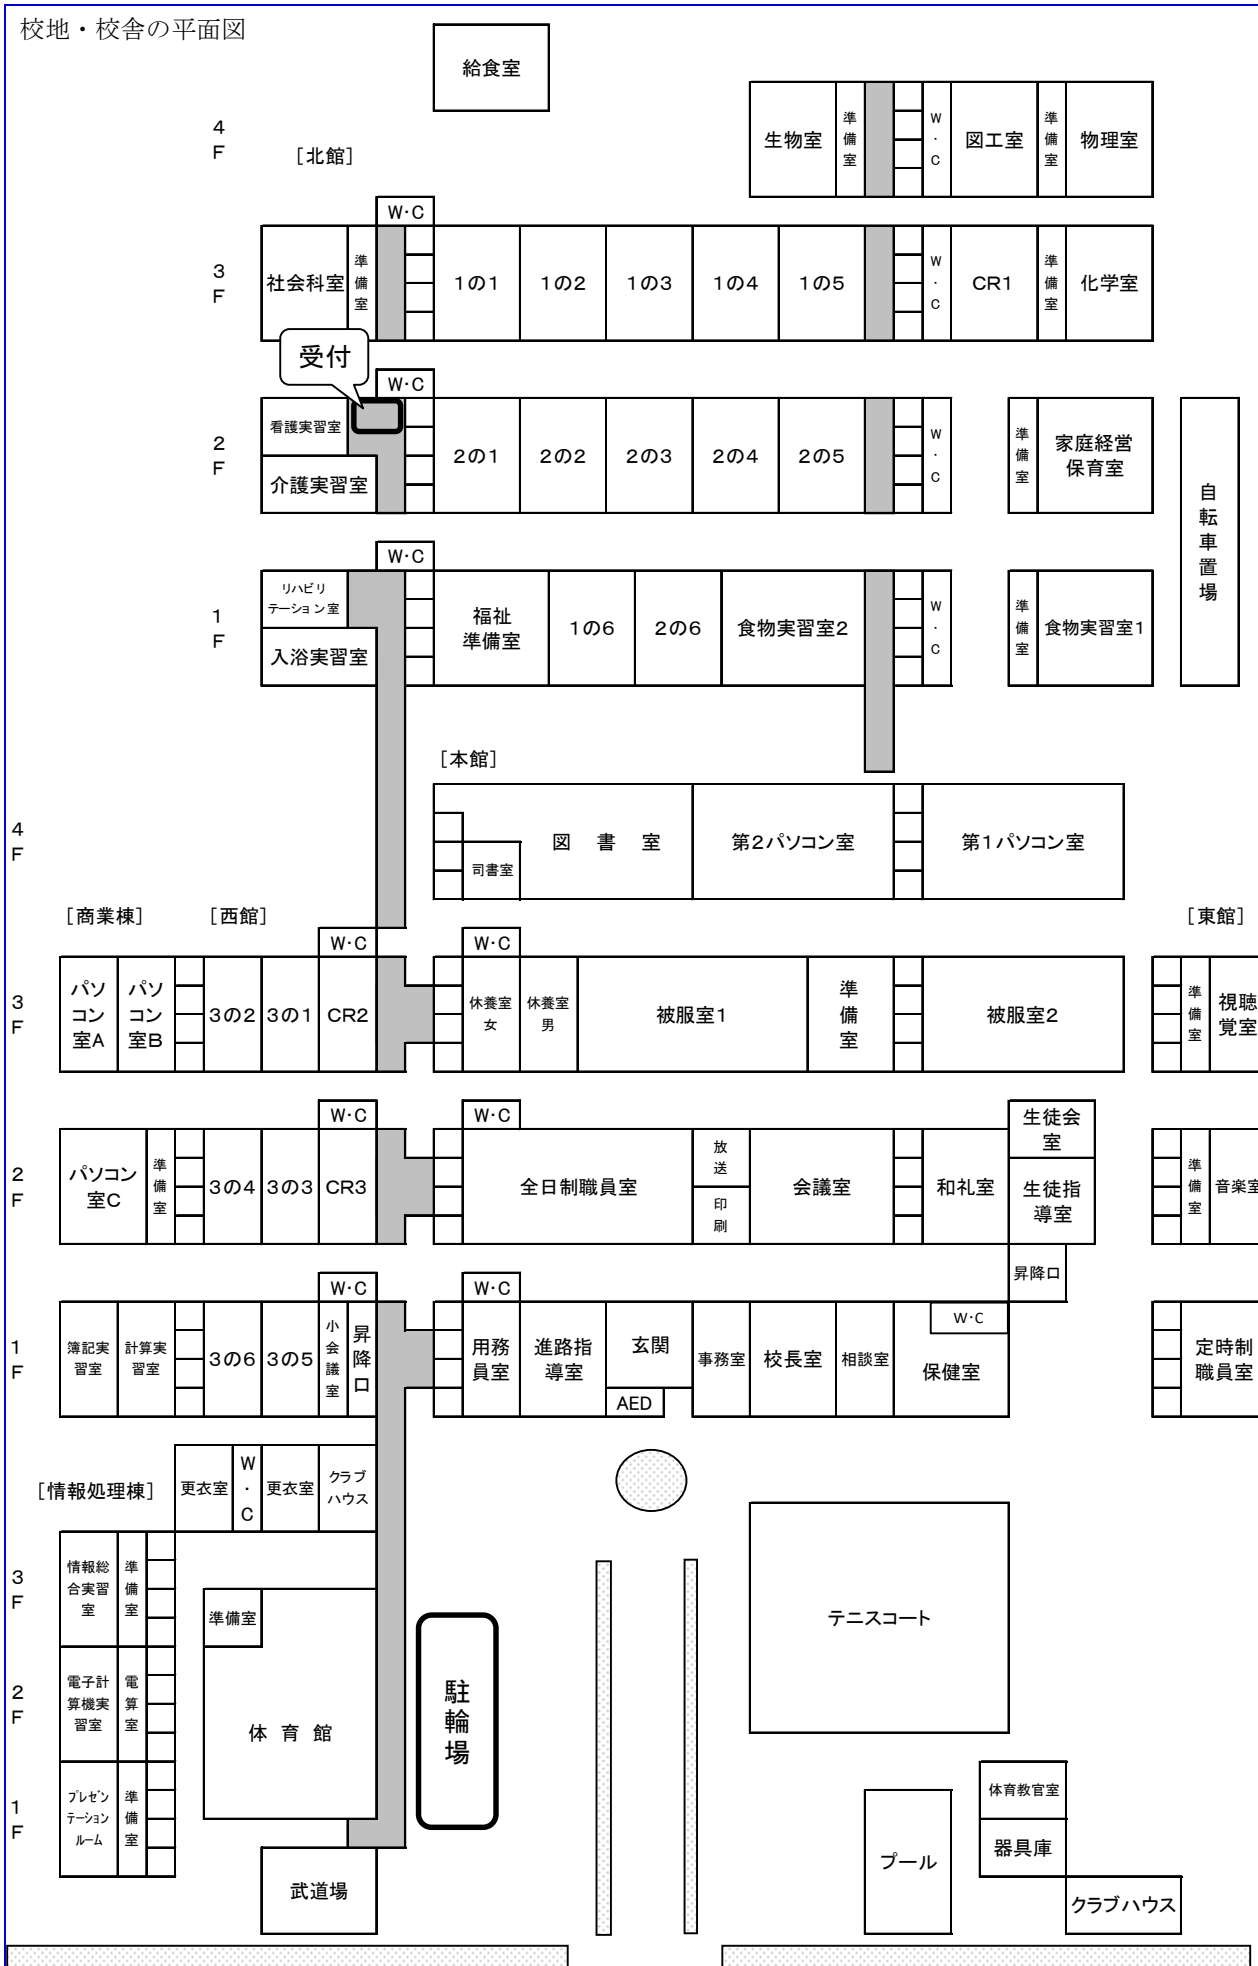 校地・校舎の平面図
給食室
4
F
[北館]
生物室
準
備
室
W
・
C
図工室
準
備
室
物理室
W・C
3
F
社会科室
準
備
室
1の1
1の2
1の3
1の4
1の5
W
・
C
CR1
準
備
室
化学室
受付
W・C
2
F
看護実習室
介護実習室
2の1
2の2
2の3
2の4
2の5
W
・
C
準
備
室
家庭経営
保育室
自
転
車
置
場
W・C
1
F
リハビリ
テーション室
入浴実習室
福祉
準備室
1の6
2の6
食物実習室2
W
・
C
準
備
室
食物実習室1
[本館]
4
F
図 書 室
司書室
第2パソコン室
第1パソコン室
[商業棟]
[西館]
[東館]
W・C
W・C
3
F
パソ
コン
室A
パソ
コン
室B
3の2
3の1
CR2
休養室
女
休養室
男
被服室1
準
備
室
被服室2
準
備
室
視聴
覚室
W・C
W・C
生徒会
室
2
F
パソコン
室C
準
備
室
3の4
3の3
CR3
全日制職員室
放
送
印
刷
会議室
和礼室
生徒指
導室
準
備
室
音楽室
昇降口
W・C
W・C
1
F
簿記実
習室
計算実
習室
3の6
3の5
小
会
議
室
昇
降
口
用務
員室
進路指
導室
玄関
AED
事務室
校長室
相談室
W・C
保健室
定時制
職員室
[情報処理棟]
更衣室
W
・
C
更衣室
クラブ
ハウス
3
F
情報総
合実習
室
準
備
室
準備室
テニスコート
2
F
電子計
算機実
習室
電
算
室
体 育 館
駐
輪
場
1
F
プレゼン
テーション
ルーム
準
備
室
武道場
プール
体育教官室
器具庫
クラブハウス